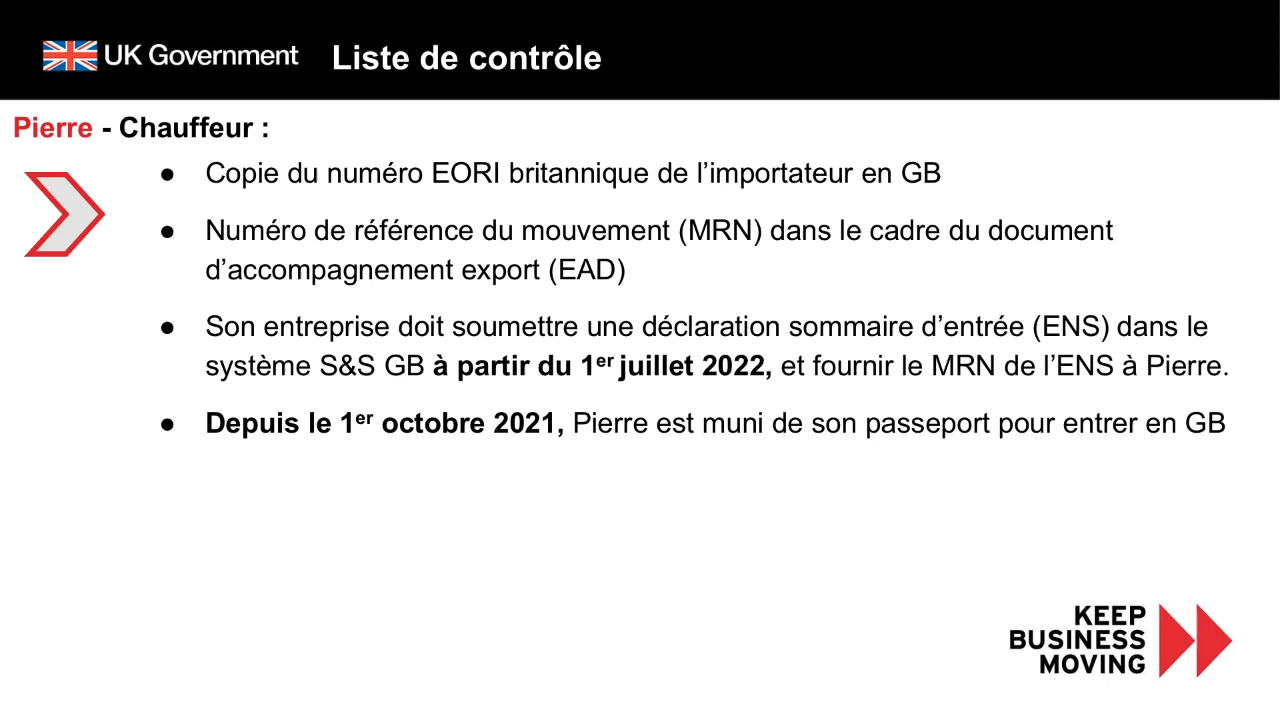 UK Government Liste de contrôle
Pierre - Chauffeur :
● Copie du numéro EORI britannique de l’importateur en GB
● Numéro de référence du mouvement (MRN) dans le cadre du document
d’accompagnement export (EAD)
● Son entreprise doit soumettre une déclaration sommaire d’entrée (ENS) dans le
système S&S GB à partir du 1er juillet 2022, et fournir le MRN de l’ENS à Pierre.
● Depuis le 1er octobre 2021, Pierre est muni de son passeport pour entrer en GB
KEEP
BUSINESS
MOVING